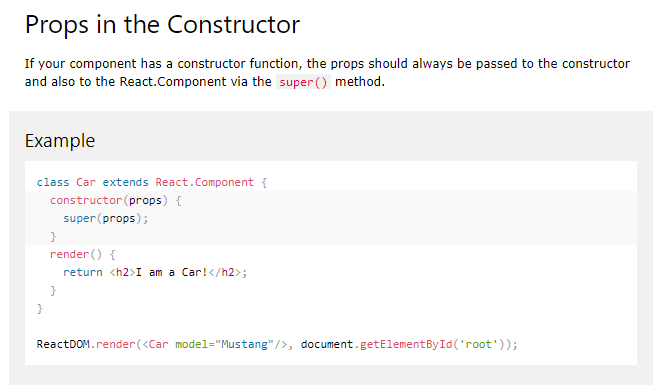 Props in the Constructor
If your component has a constructor function, the props should always be passed to the constructor
and also to the React.Component via the super() method.
Example
class Car extends React.Component {
  constructor(props) {
    super(props);
  }
  render() {
    return <h2>I am a Car!</h2>;
  }
}
ReactDOM.render(<Car model="Mustang"/>, document.getElementById('root'));